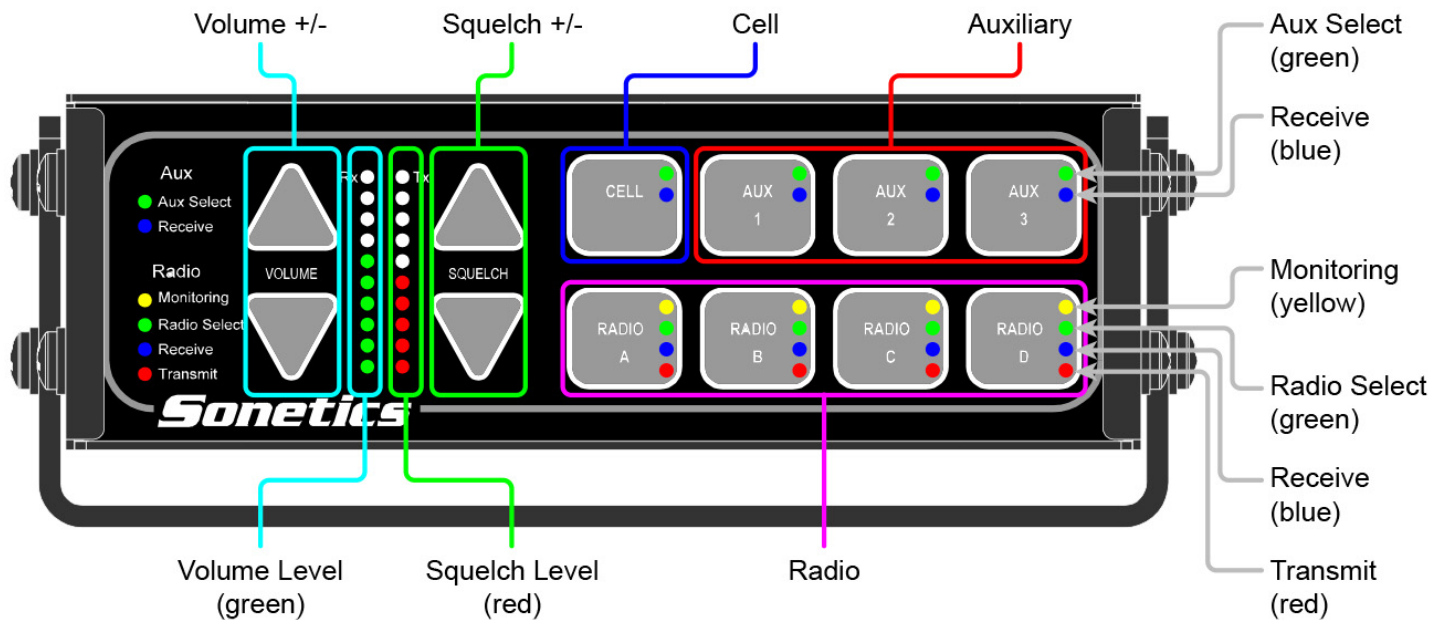 Volume +/-
Squelch +/-
Cell
Auxiliary
Aux Select
(green)
Receive
(blue)
Monitoring
(yellow)
Radio Select
(green)
Receive
(blue)
Transmit
(red)
Aux
Aux Select
Receive
Radio
Monitoring
Radio Select
Receive
Transmit
VOLUME
Rx
Tx
SQUELCH
CELL
AUX
1
AUX
2
AUX
3
RADIO
A
RADIO
B
RADIO
C
RADIO
D
Sonetics
Volume Level
(green)
Squelch Level
(red)
Radio